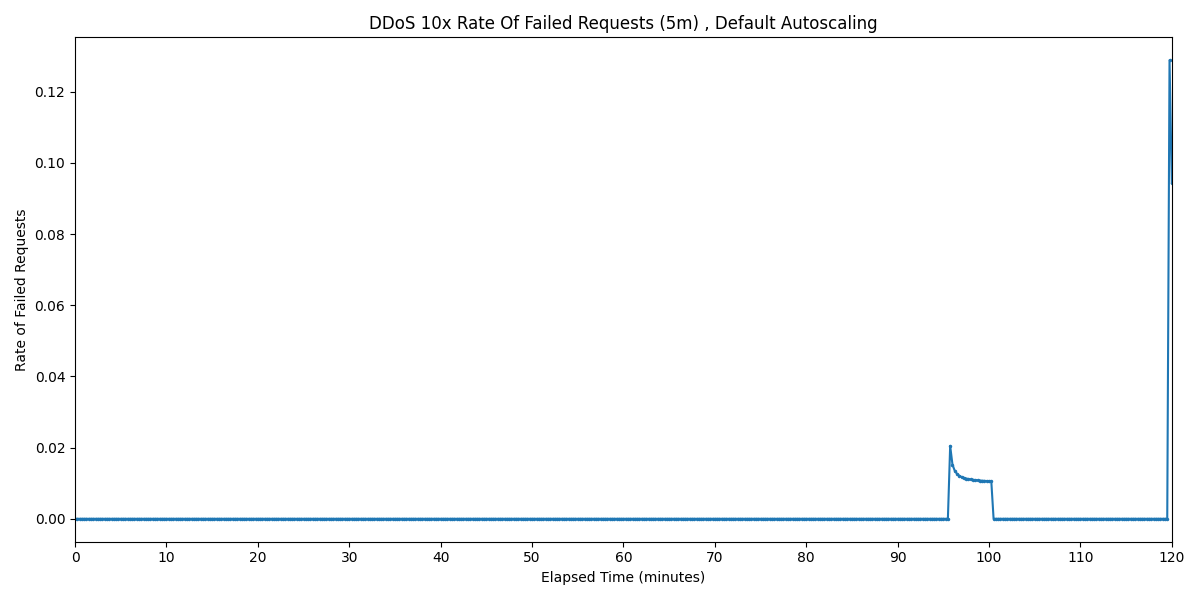 DDoS 10x Rate Of Failed Requests (5m) , Default Autoscaling
Rate of Failed Requests
0.12
0.10
0.08
0.06
0.04
0.02
0.00
0 10 20 30 40 50 60 70 80 90 100 110 120
Elapsed Time (minutes)